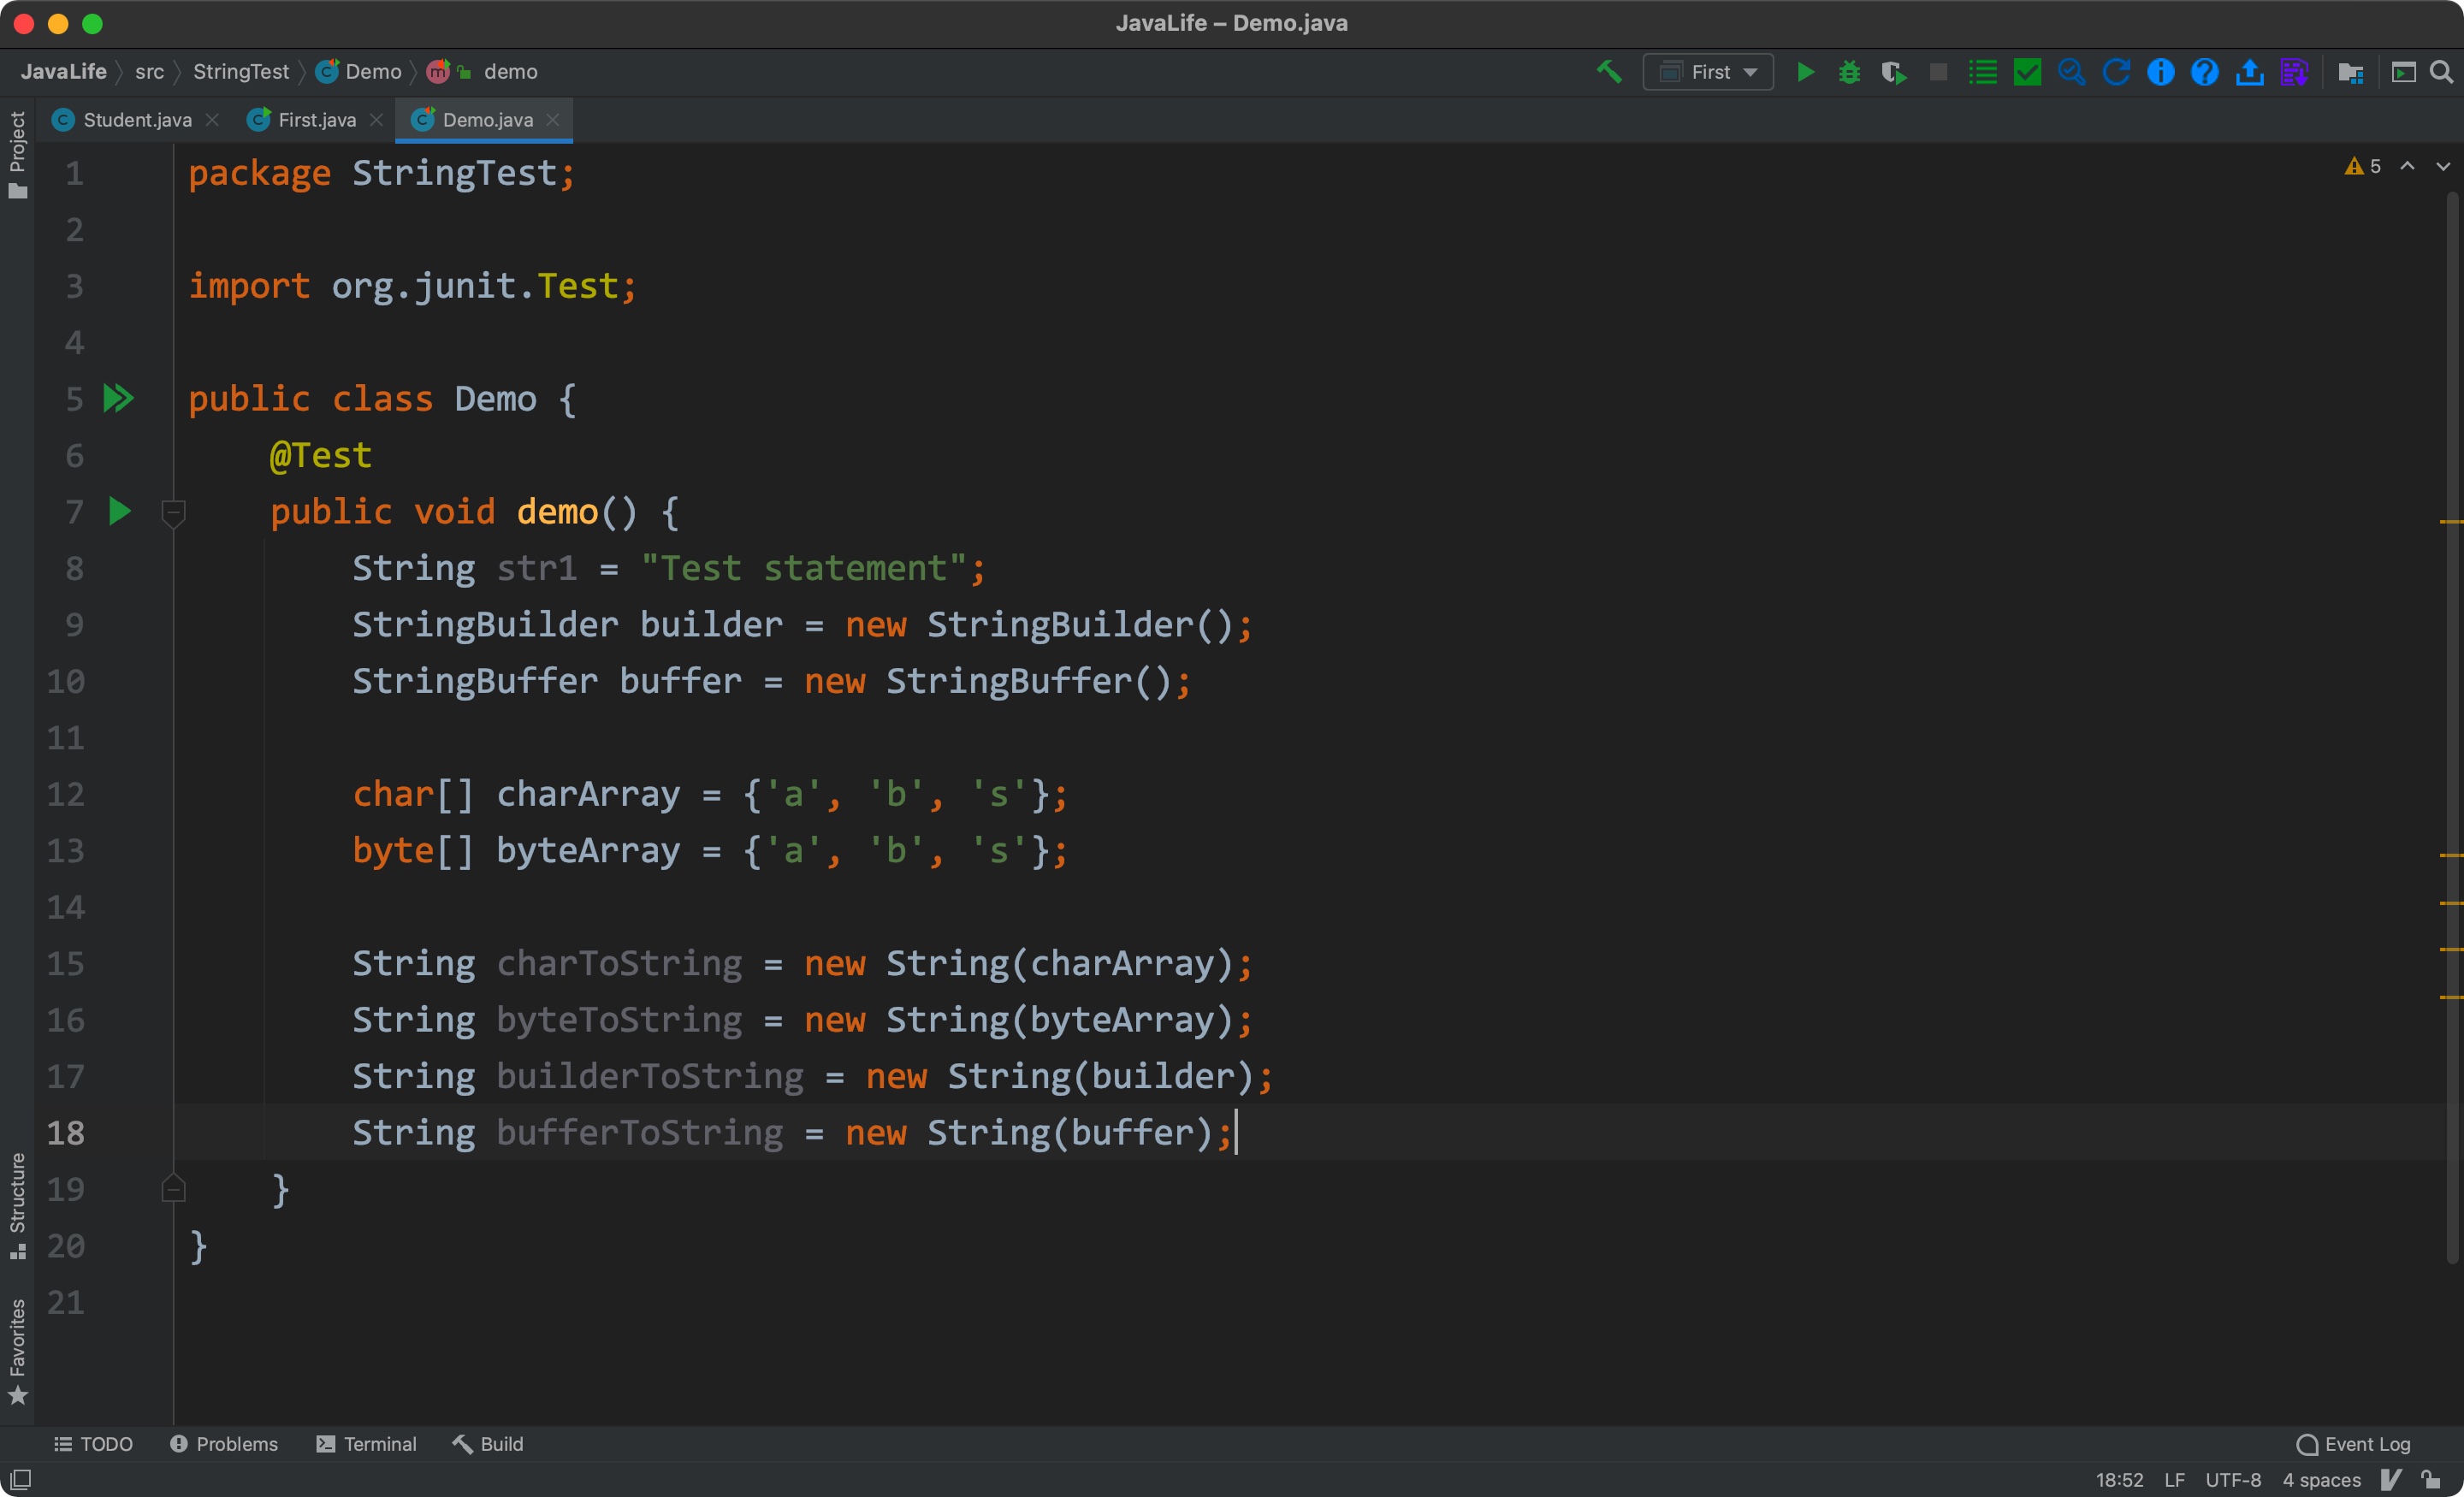 JavaLife – Demo.java
JavaLife src StringTest Demo demo First
Project
Student.java First.java Demo.java
5
1 package StringTest;
2
3 import org.junit.Test;
4
5 public class Demo {
6 @Test
7 public void demo() {
8 String str1 = "Test statement";
9 StringBuilder builder = new StringBuilder();
10 StringBuffer buffer = new StringBuffer();
11
12 char[] charArray = {'a', 'b', 's'};
13 byte[] byteArray = {'a', 'b', 's'};
14
15 String charToString = new String(charArray);
16 String byteToString = new String(byteArray);
17 String builderToString = new String(builder);
18 String bufferToString = new String(buffer);
19 }
20 }
21
Structure
Favorites
TODO Problems Terminal Build Event Log
18:52 LF UTF-8 4 spaces